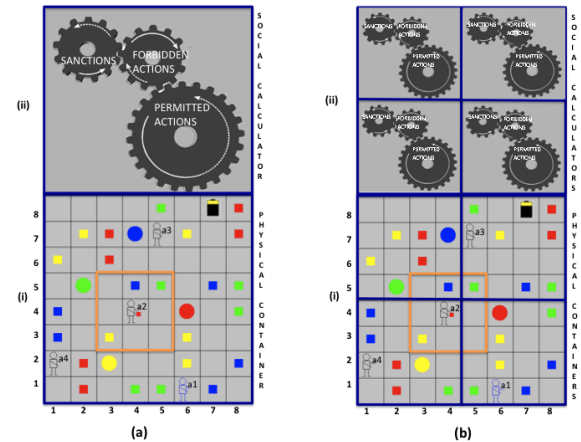 SANCTIONS
FORBIDDEN
ACTIONS
PERMITTED
ACTIONS
SOCIAL CALCULATOR
(ii)
8
7
6
5
4
3
2
1
(i)
a3
a2
a4
a1
PHYSICAL CONTAINER
1 2 3 4 5 6 7 8
(a)
SANCTIONS
FORBIDDEN
ACTIONS
PERMITTED
ACTIONS
SANCTIONS
FORBIDDEN
ACTIONS
PERMITTED
ACTIONS
SANCTIONS
FORBIDDEN
ACTIONS
PERMITTED
ACTIONS
SANCTIONS
FORBIDDEN
ACTIONS
PERMITTED
ACTIONS
SOCIAL CALCULATORS
(ii)
8
7
6
5
4
3
2
1
(i)
a3
a2
a4
a1
PHYSICAL CONTAINERS
1 2 3 4 5 6 7 8
(b)